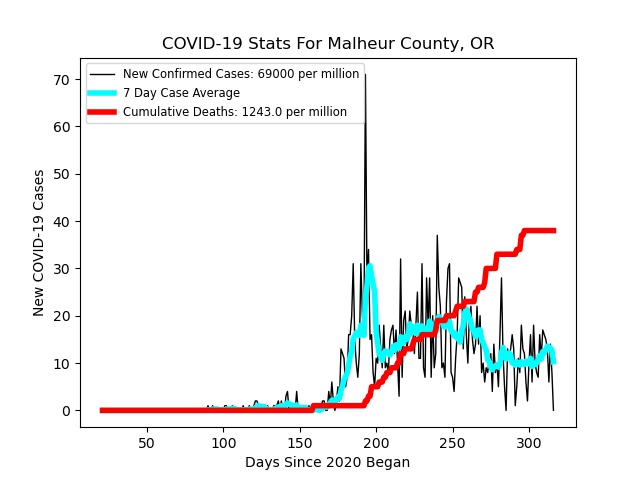 COVID-19 Stats For Malheur County, OR
New Confirmed Cases: 69000 per million
7 Day Case Average
Cumulative Deaths: 1243.0 per million
70
60
50
40
30
20
10
0
New COVID-19 Cases
50 100 150 200 250 300
Days Since 2020 Began